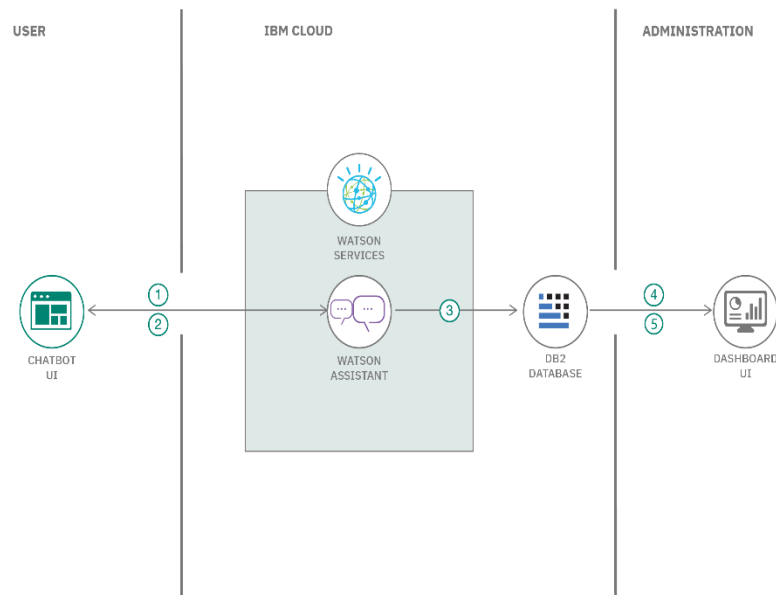 USER
IBM CLOUD
ADMINISTRATION
WATSON
SERVICES
1
2
3
4
5
CHATBOT
UI
WATSON
ASSISTANT
DB2
DATABASE
DASHBOARD
UI